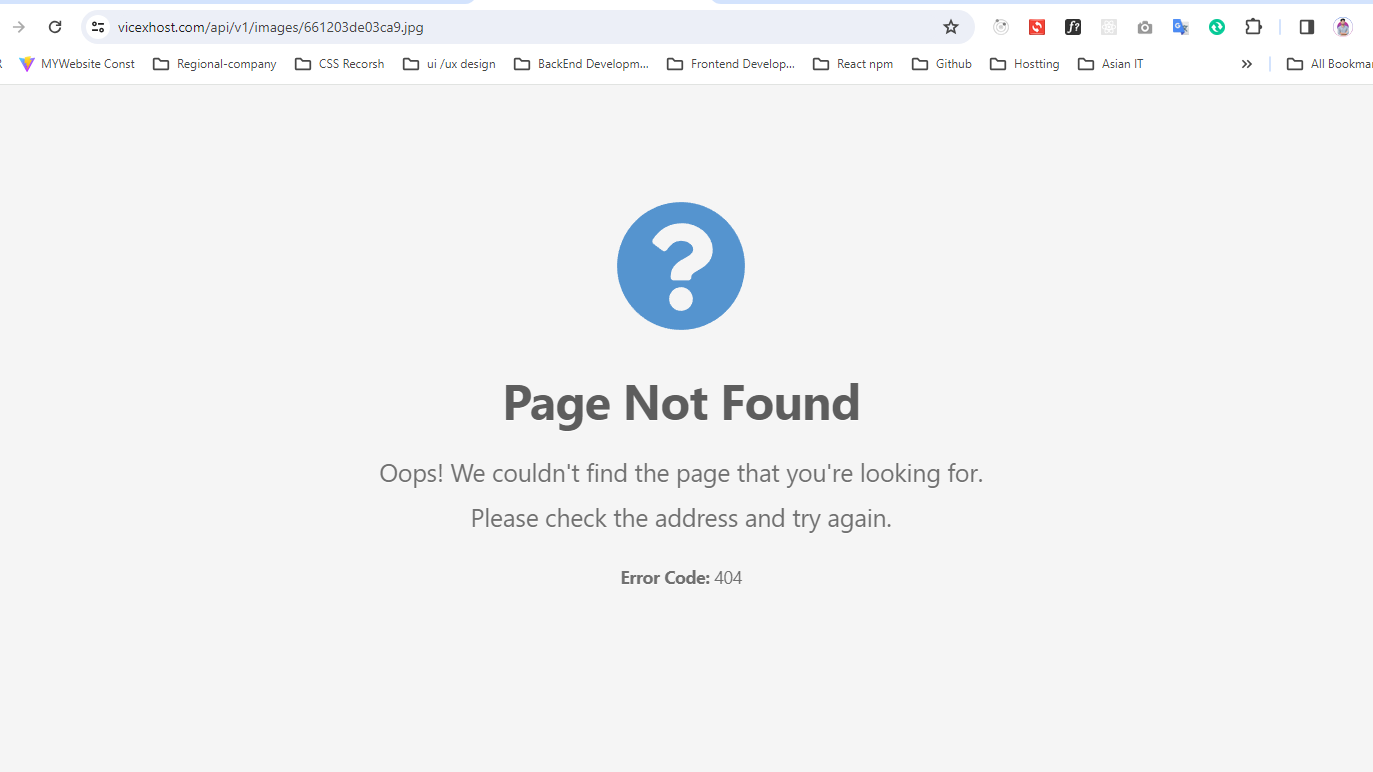 vicexhost.com/api/v1/images/661203de03ca9.jpg
f?
MYWebsite Const Regional-company CSS Recorsh ui /ux design BackEnd Developm... Frontend Develop... React npm Github Hostting Asian IT » All Bookma
?
Page Not Found
Oops! We couldn't find the page that you're looking for.
Please check the address and try again.
Error Code: 404